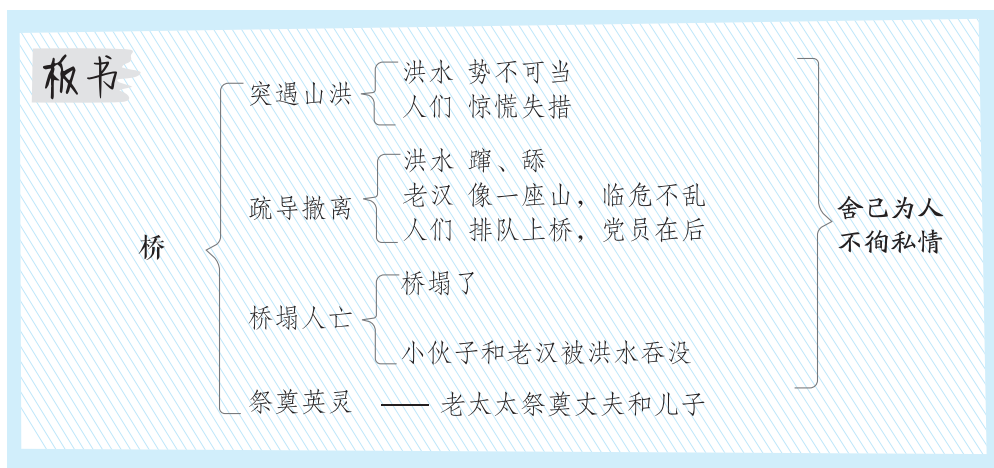 板书
桥
突遇山洪
洪水 势不可当
人们 惊慌失措
疏导撤离
洪水 蹿、舔
老汉 像一座山，临危不乱
人们 排队上桥，党员在后
桥塌人亡
桥塌了
小伙子和老汉被洪水吞没
祭奠英灵 —— 老太太祭奠丈夫和儿子
舍己为人
不徇私情